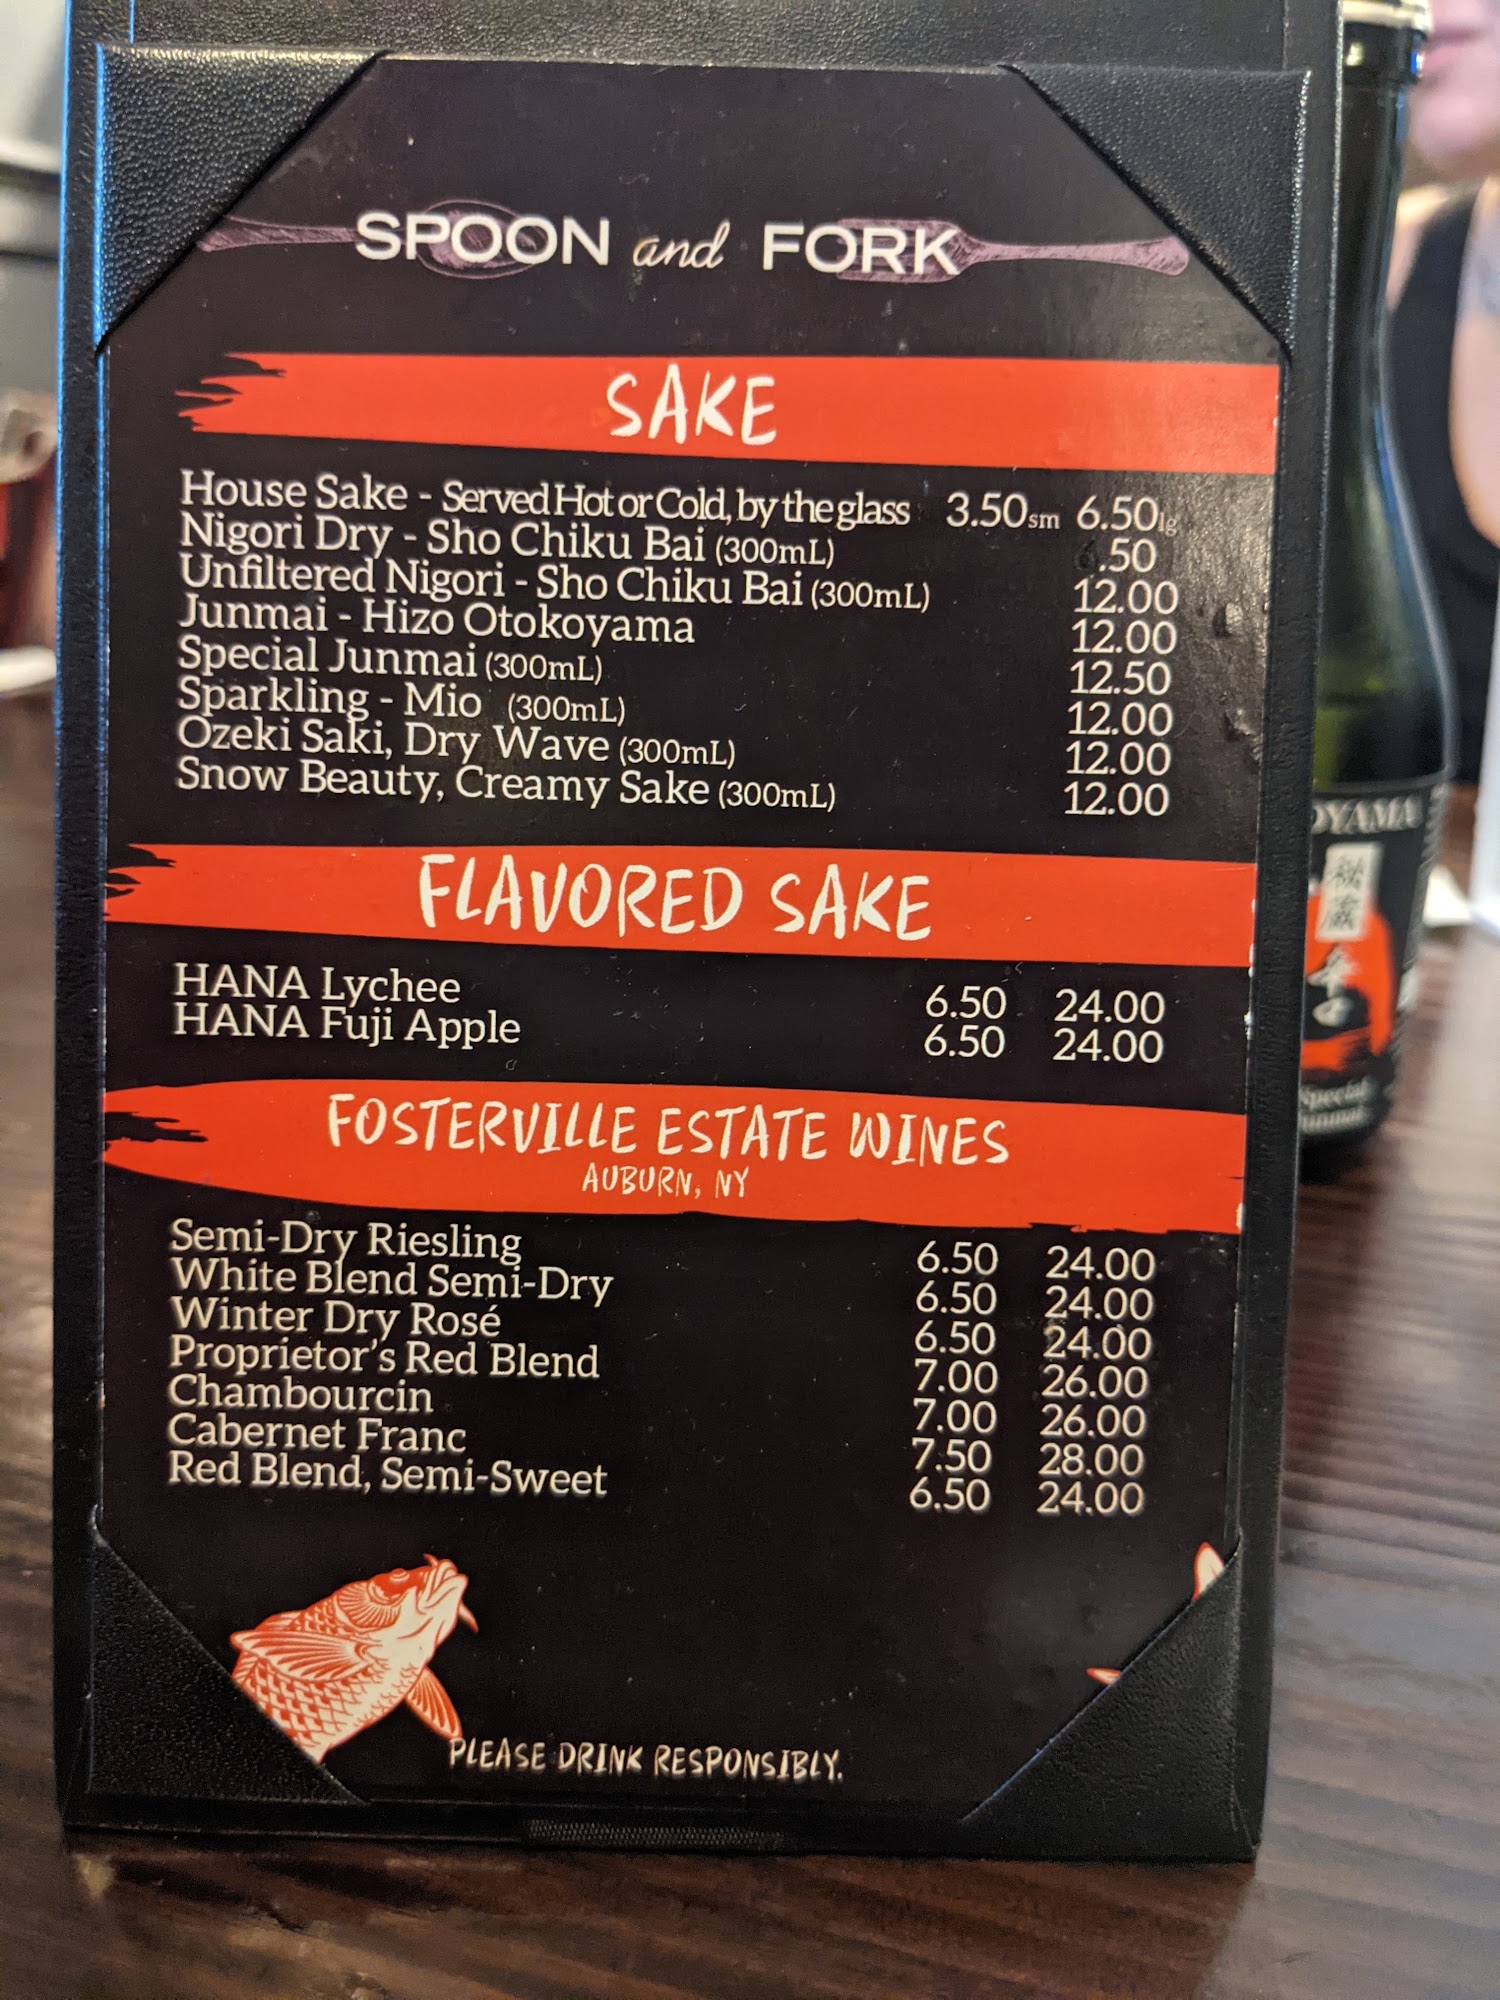 SPOON and FORK
SAKE
House Sake - Served Hot or Cold, by the glass 3.50sm 6.50lg
Nigori Dry - Sho Chiku Bai (300mL) .50
Unfiltered Nigori - Sho Chiku Bai (300mL) 12.00
Junmai - Hizo Otokoyama 12.00
Special Junmai (300mL) 12.50
Sparkling - Mio (300mL) 12.00
Ozeki Saki, Dry Wave (300mL) 12.00
Snow Beauty, Creamy Sake (300mL) 12.00
FLAVORED SAKE
HANA Lychee 6.50 24.00
HANA Fuji Apple 6.50 24.00
FOSTERVILLE ESTATE WINES
AUBURN, NY
Semi-Dry Riesling 6.50 24.00
White Blend Semi-Dry 6.50 24.00
Winter Dry Rosé 6.50 24.00
Proprietor's Red Blend 7.00 26.00
Chambourcin 7.00 26.00
Cabernet Franc 7.50 28.00
Red Blend, Semi-Sweet 6.50 24.00
PLEASE DRINK RESPONSIBLY.
OYAMA
秘蔵
Special